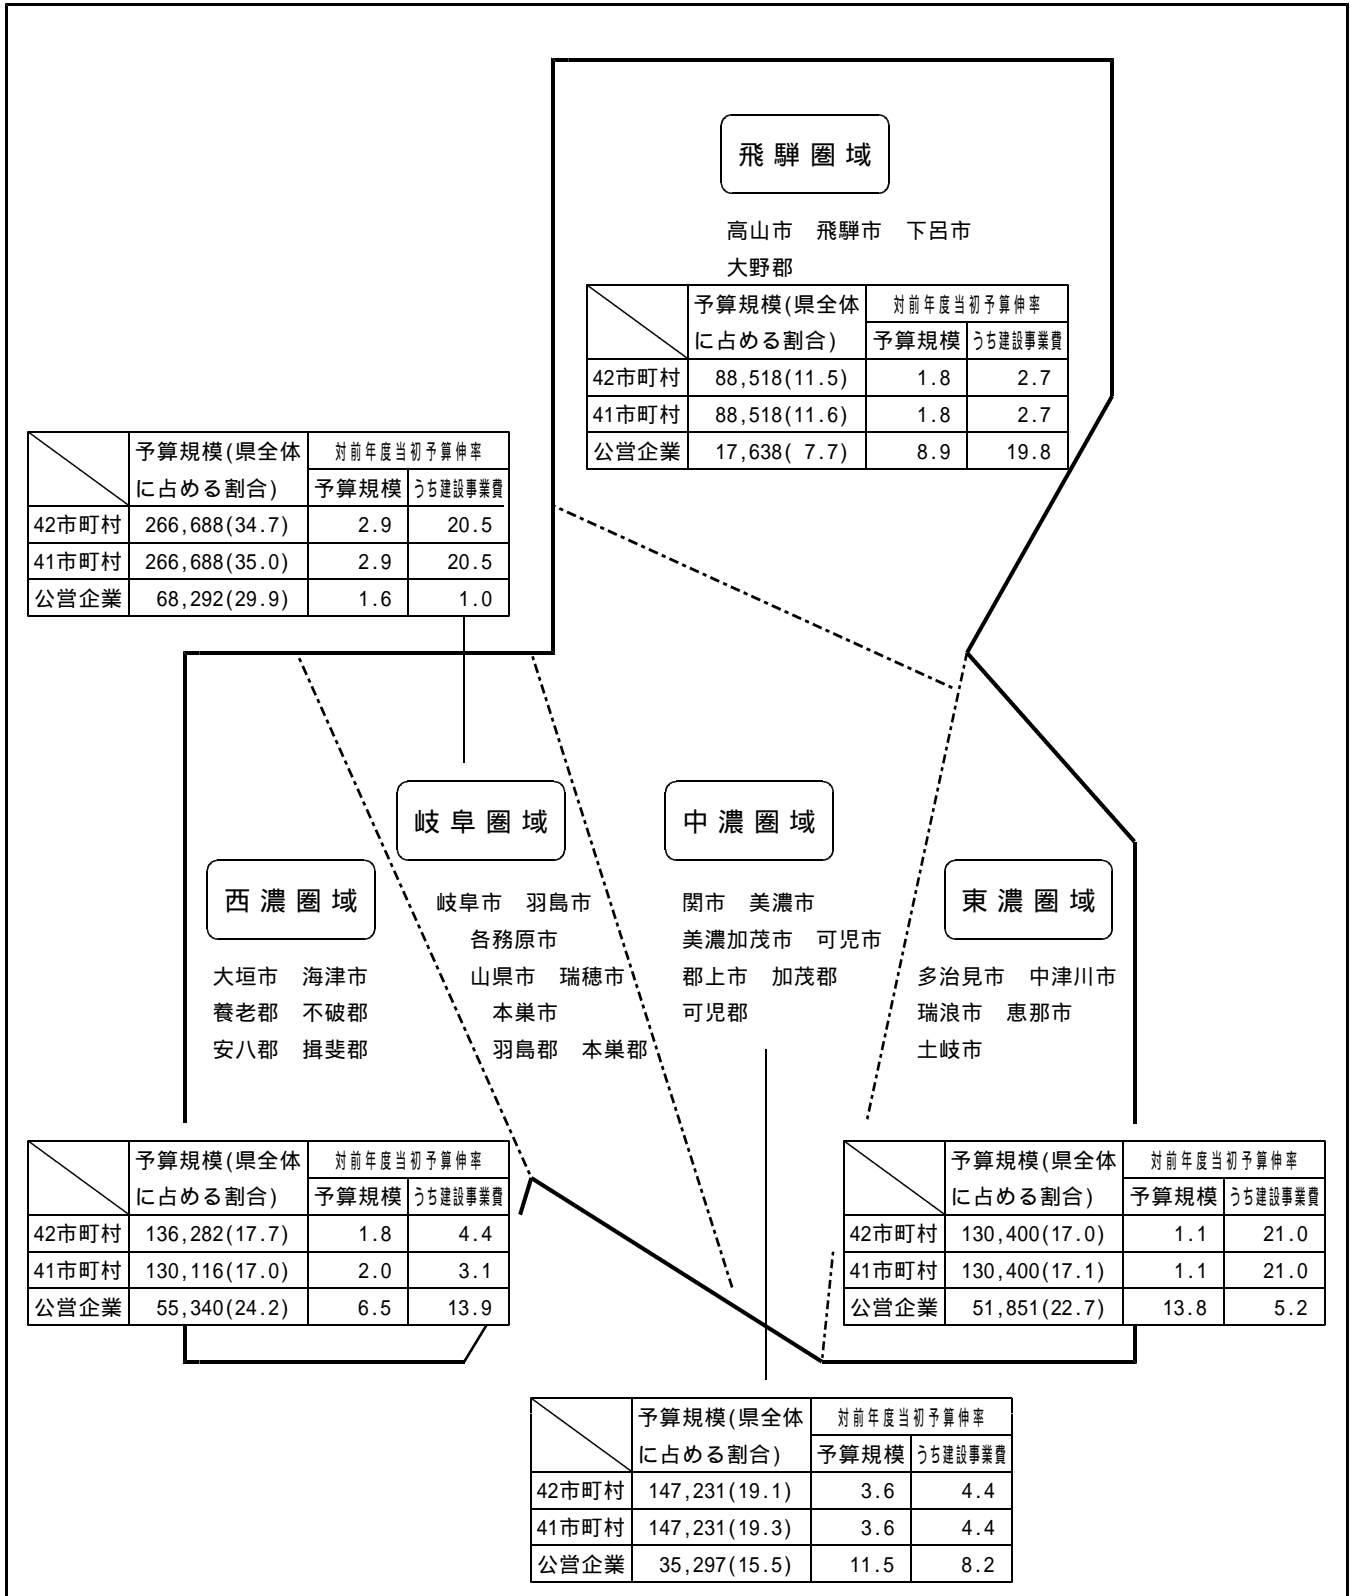 飛騨圏域
高山市　飛騨市　下呂市
大野郡
予算規模(県全体に占める割合)　対前年度当初予算伸率
予算規模　うち建設事業費
42市町村　88,518(11.5)　1.8　2.7
41市町村　88,518(11.6)　1.8　2.7
公営企業　17,638( 7.7)　8.9　19.8
予算規模(県全体に占める割合)　対前年度当初予算伸率
予算規模　うち建設事業費
42市町村　266,688(34.7)　2.9　20.5
41市町村　266,688(35.0)　2.9　20.5
公営企業　68,292(29.9)　1.6　1.0
岐阜圏域
岐阜市　羽島市
各務原市
山県市　瑞穂市
本巣市
羽島郡　本巣郡
中濃圏域
関市　美濃市
美濃加茂市　可児市
郡上市　加茂郡
可児郡
西濃圏域
大垣市　海津市
養老郡　不破郡
安八郡　揖斐郡
東濃圏域
多治見市　中津川市
瑞浪市　恵那市
土岐市
予算規模(県全体に占める割合)　対前年度当初予算伸率
予算規模　うち建設事業費
42市町村　136,282(17.7)　1.8　4.4
41市町村　130,116(17.0)　2.0　3.1
公営企業　55,340(24.2)　6.5　13.9
予算規模(県全体に占める割合)　対前年度当初予算伸率
予算規模　うち建設事業費
42市町村　130,400(17.0)　1.1　21.0
41市町村　130,400(17.1)　1.1　21.0
公営企業　51,851(22.7)　13.8　5.2
予算規模(県全体に占める割合)　対前年度当初予算伸率
予算規模　うち建設事業費
42市町村　147,231(19.1)　3.6　4.4
41市町村　147,231(19.3)　3.6　4.4
公営企業　35,297(15.5)　11.5　8.2